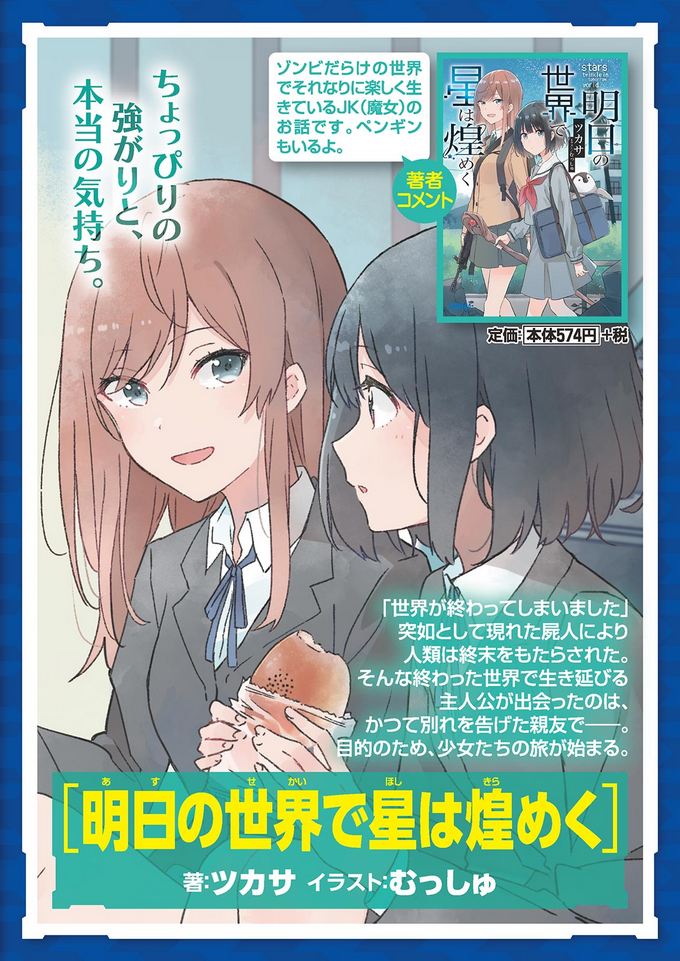 ちょっぴりの
強がりと、
本当の気持ち。
ゾンビだらけの世界
でそれなりに楽しく生
きているJK(魔女)の
お話です。ペンギン
もいるよ。
著者
コメント
stars
twinkle in
tomorrow
world
明日の
世界で
星は煌めく
ツカサ
定価:本体574円+税
「世界が終わってしまいました」
突如として現れた屍人により
人類は終末をもたらされた。
そんな終わった世界で生き延びる
主人公が出会ったのは、
かつて別れを告げた親友で――。
目的のため、少女たちの旅が始まる。
あす せかい ほし きら
[明日の世界で星は煌めく]
著:ツカサ イラスト:むっしゅ